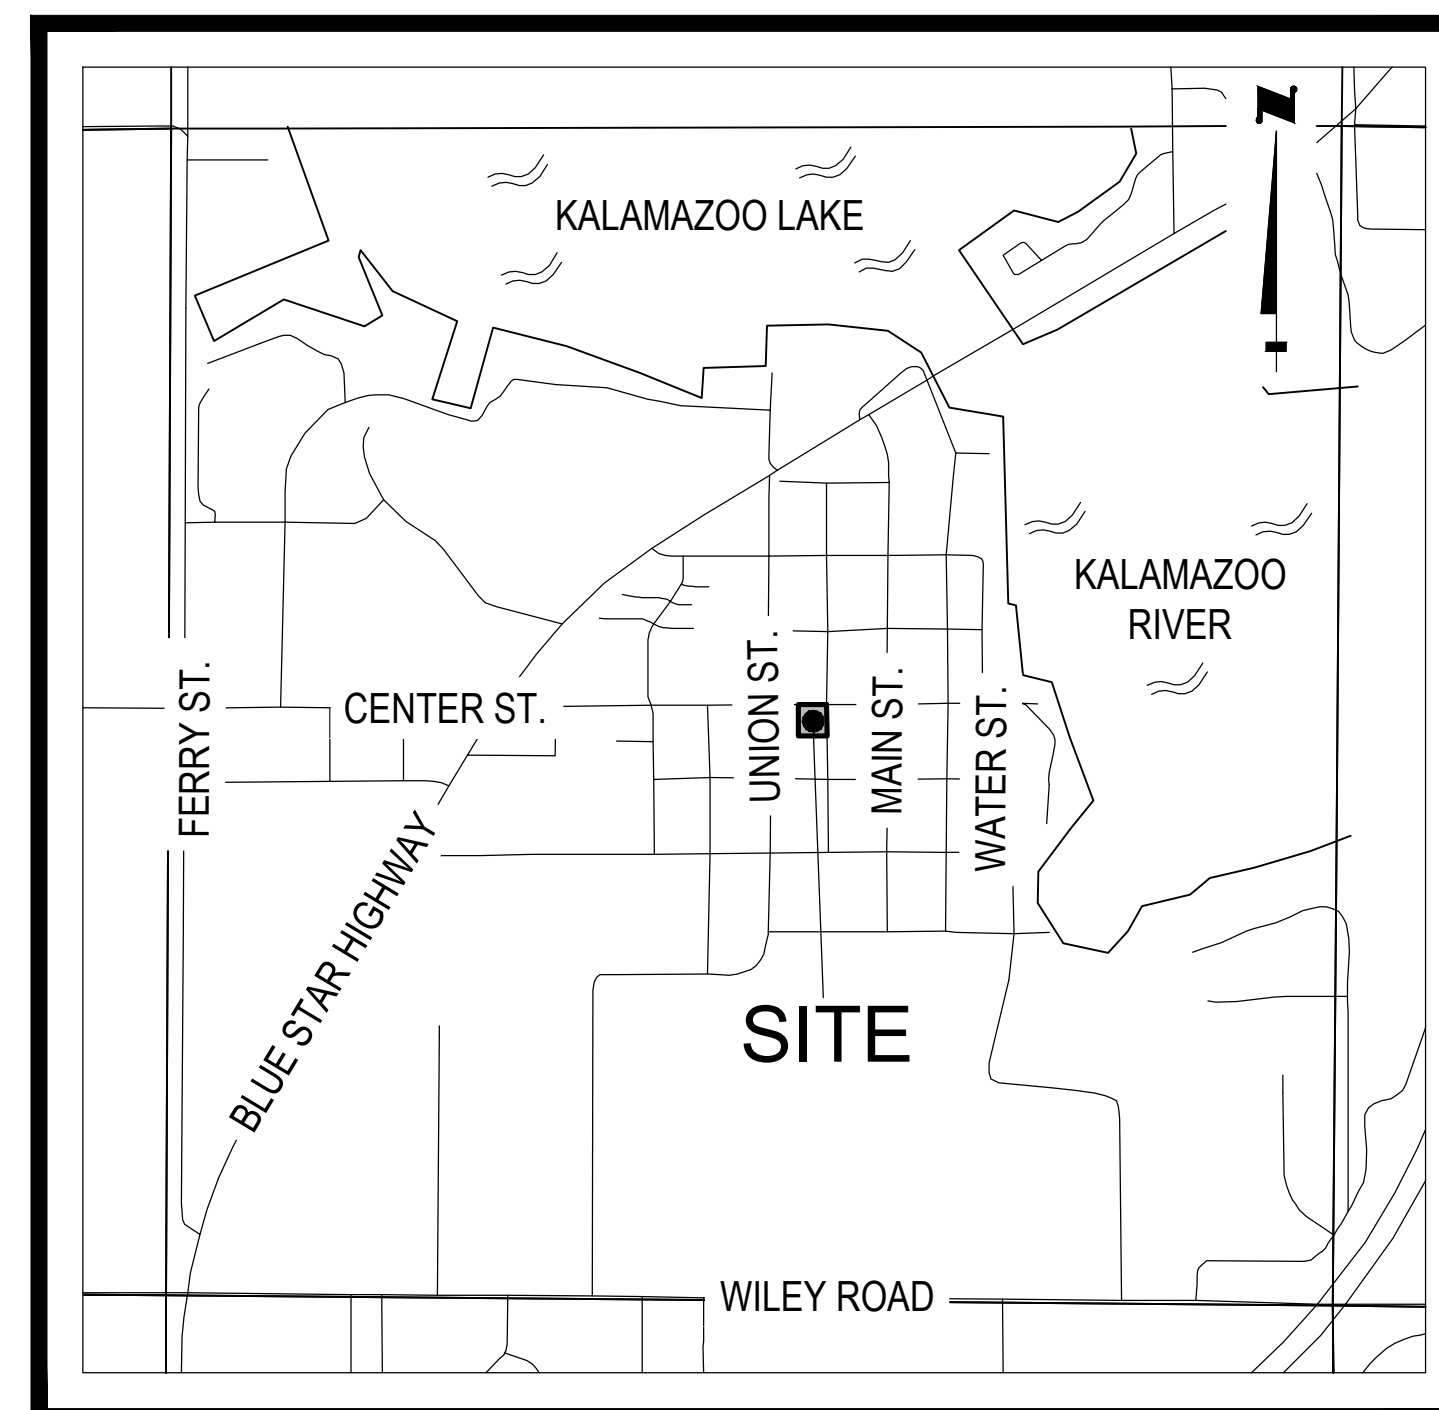 N
KALAMAZOO LAKE
KALAMAZOO
RIVER
FERRY ST.
CENTER ST.
UNION ST.
MAIN ST.
WATER ST.
BLUE STAR HIGHWAY
SITE
WILEY ROAD